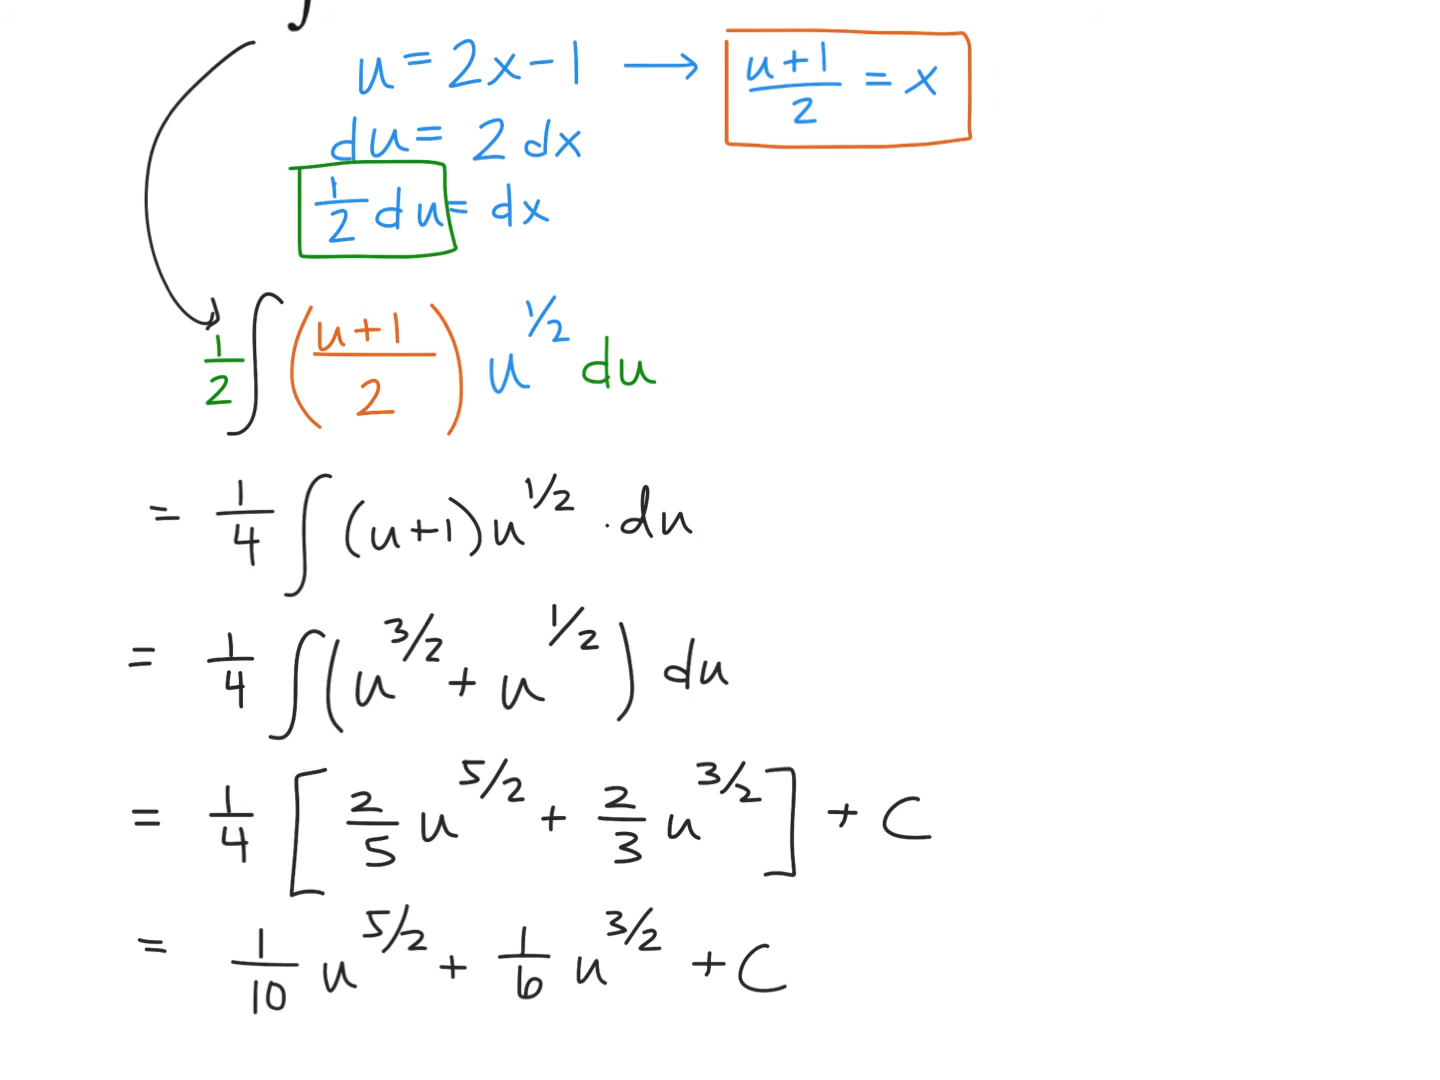 ∫
u = 2x - 1 → (u+1)/2 = x
du = 2 dx
1/2 du = dx
1/2 ∫ ((u+1)/2) u^(1/2) du
= 1/4 ∫ (u+1) u^(1/2) · du
= 1/4 ∫ (u^(3/2) + u^(1/2)) du
= 1/4 [ 2/5 u^(5/2) + 2/3 u^(3/2) ] + C
= 1/10 u^(5/2) + 1/6 u^(3/2) + C